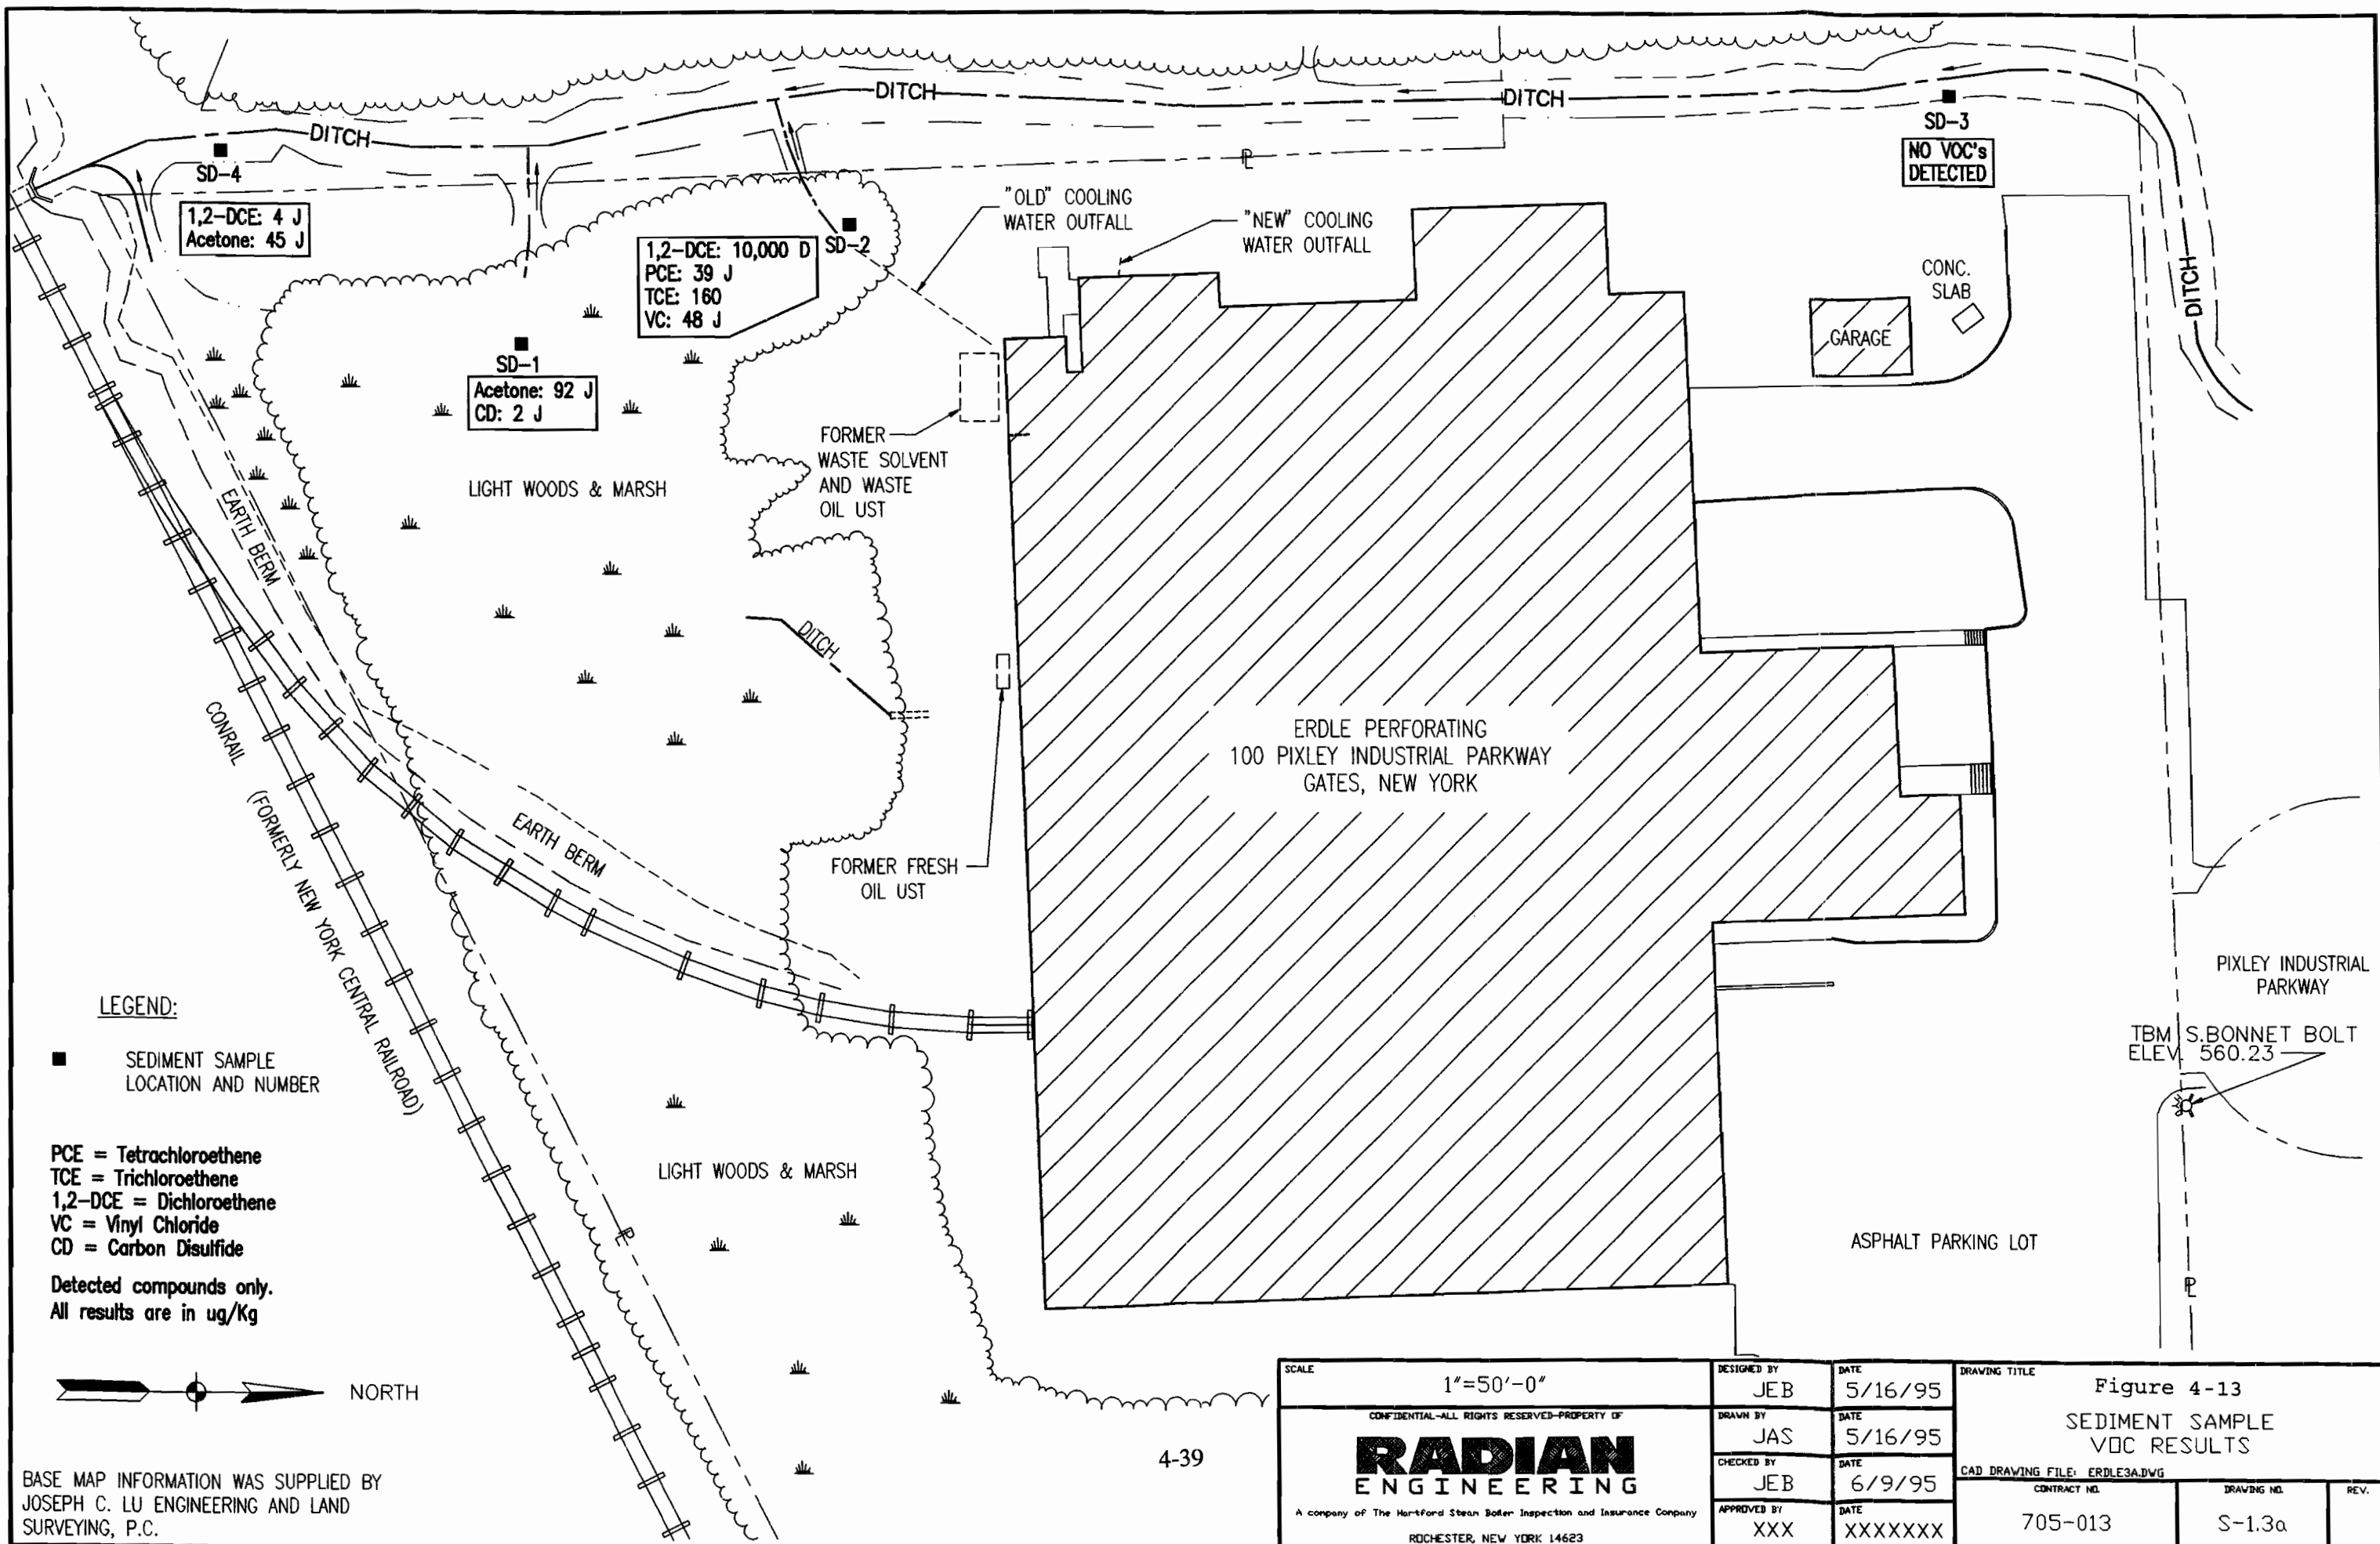 DITCH
DITCH
DITCH
DITCH
SD-4
1,2-DCE: 4 J
Acetone: 45 J
SD-3
NO VOC's
DETECTED
"OLD" COOLING
WATER OUTFALL
"NEW" COOLING
WATER OUTFALL
SD-2
1,2-DCE: 10,000 D
PCE: 39 J
TCE: 160
VC: 48 J
SD-1
Acetone: 92 J
CD: 2 J
CONC.
SLAB
GARAGE
FORMER
WASTE SOLVENT
AND WASTE
OIL UST
LIGHT WOODS & MARSH
EARTH BERM
DITCH
CONRAIL (FORMERLY NEW YORK CENTRAL RAILROAD)
ERDLE PERFORATING
100 PIXLEY INDUSTRIAL PARKWAY
GATES, NEW YORK
EARTH BERM
FORMER FRESH
OIL UST
PIXLEY INDUSTRIAL
PARKWAY
TBM S.BONNET BOLT
ELEV. 560.23
LIGHT WOODS & MARSH
ASPHALT PARKING LOT
LEGEND:
SEDIMENT SAMPLE
LOCATION AND NUMBER
PCE = Tetrachloroethene
TCE = Trichloroethene
1,2-DCE = Dichloroethene
VC = Vinyl Chloride
CD = Carbon Disulfide
Detected compounds only.
All results are in ug/Kg
NORTH
BASE MAP INFORMATION WAS SUPPLIED BY
JOSEPH C. LU ENGINEERING AND LAND
SURVEYING, P.C.
4-39
SCALE
1"=50'-0"
CONFIDENTIAL-ALL RIGHTS RESERVED-PROPERTY OF
RADIAN
ENGINEERING
A company of The Hartford Steam Boiler Inspection and Insurance Company
ROCHESTER, NEW YORK 14623
DESIGNED BY
JEB
DATE
5/16/95
DRAWN BY
JAS
DATE
5/16/95
CHECKED BY
JEB
DATE
6/9/95
APPROVED BY
XXX
DATE
XXXXXXX
DRAWING TITLE
Figure 4-13
SEDIMENT SAMPLE
VOC RESULTS
CAD DRAWING FILE: ERDLE3A.DWG
CONTRACT NO.
705-013
DRAWING NO.
S-1.3a
REV.